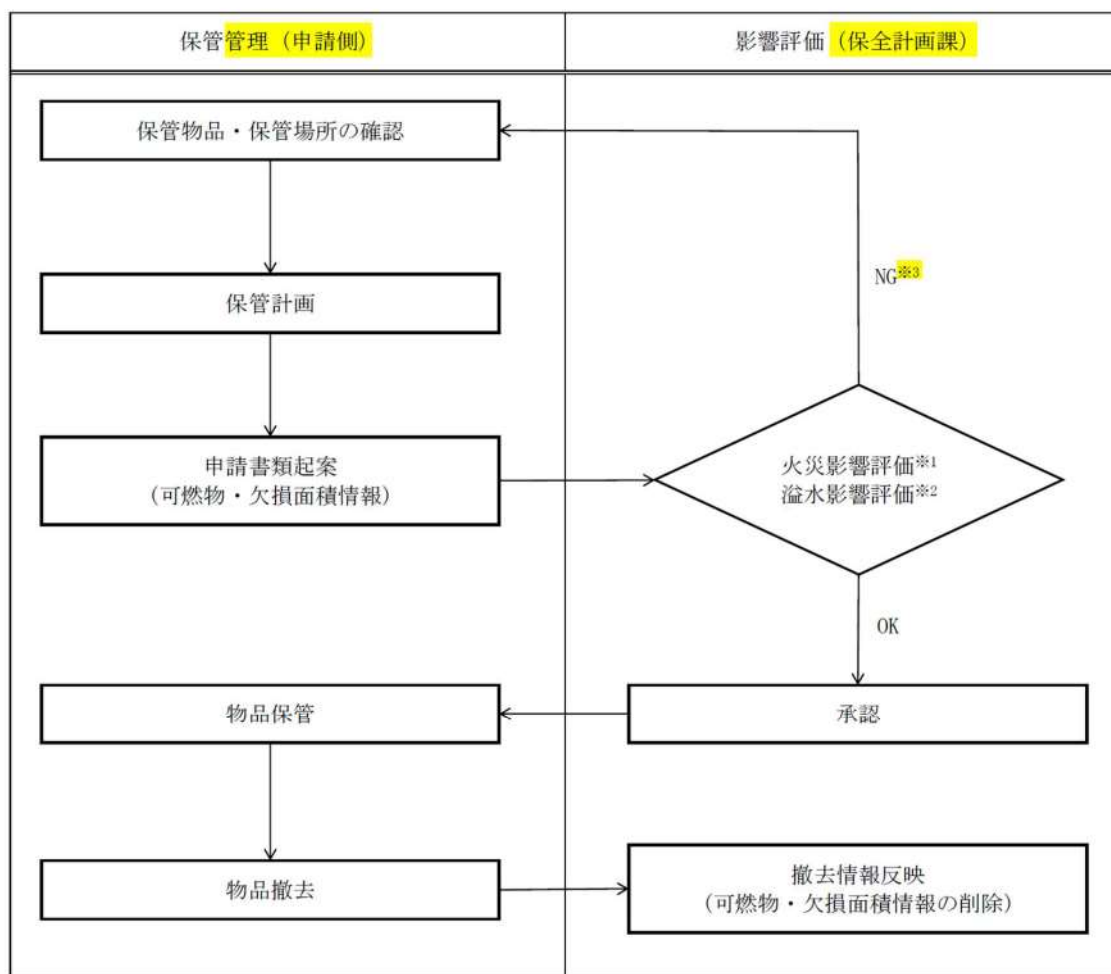 保管管理（申請側）
影響評価（保全計画課）
保管物品・保管場所の確認
保管計画
NG※3
申請書類起案
（可燃物・欠損面積情報）
火災影響評価※1
溢水影響評価※2
OK
物品保管
承認
物品撤去
撤去情報反映
（可燃物・欠損面積情報の削除）